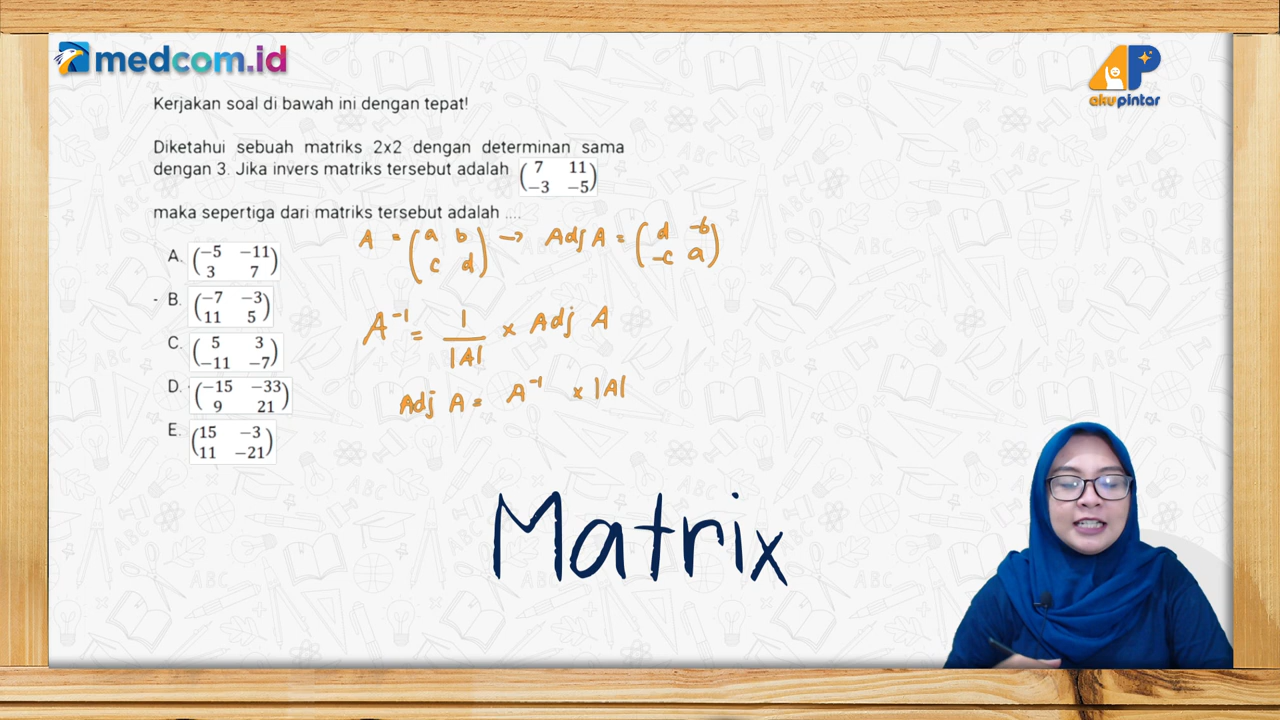 medcom.id
AP
akupintar
Kerjakan soal di bawah ini dengan tepat!
Diketahui sebuah matriks 2x2 dengan determinan sama
dengan 3. Jika invers matriks tersebut adalah (7 11
-3 -5)
maka sepertiga dari matriks tersebut adalah ....
A. (-5 -11
3 7)
- B. (-7 -3
11 5)
C. (5 3
-11 -7)
D. (-15 -33
9 21)
E. (15 -3
11 -21)
A = (a b
c d) → Adj A = (d -b
-c a)
A⁻¹ = 1/|A| x Adj A
Adj A = A⁻¹ x |A|
Matrix